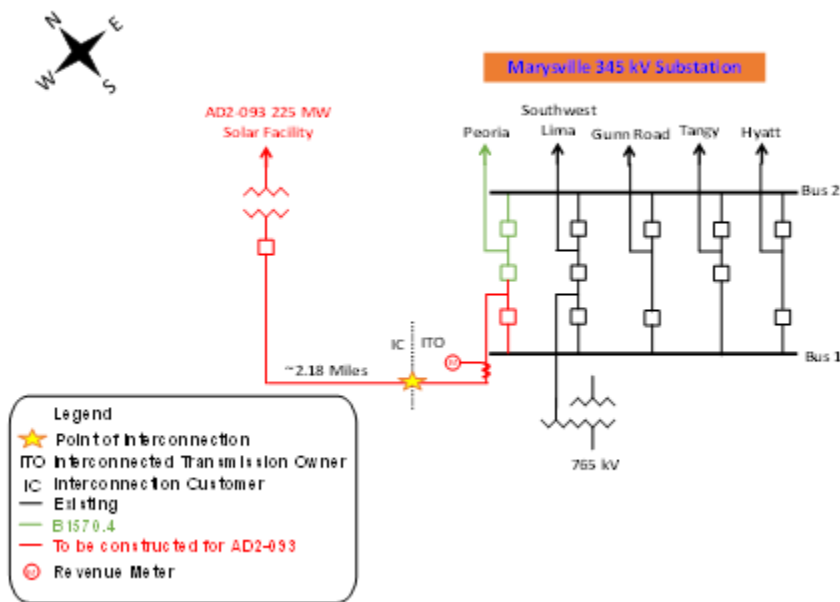 N
E
W
S
Marysville 345 kV Substation
AD2-093 225 MW
Solar Facility
Peoria
Southwest
Lima
Gunn Road
Tangy
Hyatt
Bus 2
IC
ITO
Bus 1
~2.18 Miles
M
765 kV
Legend
Point of Interconnection
ITO Interconnected Transmission Owner
IC Interconnection Customer
Existing
B1570.4
To be constructed for AD2-093
M Revenue Meter